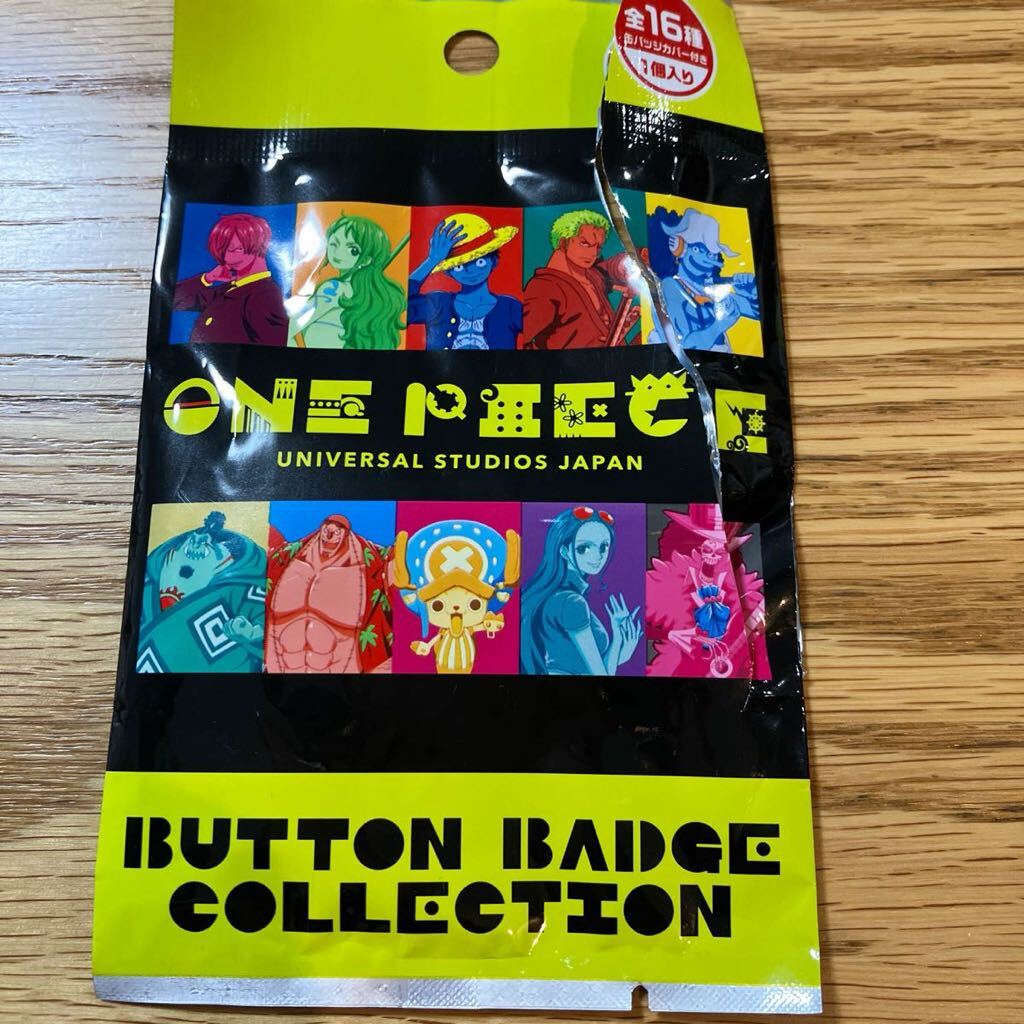 全16種
缶バッジカバー付き
1個入り
ONE PIECE
UNIVERSAL STUDIOS JAPAN
BUTTON BADGE
COLLECTION